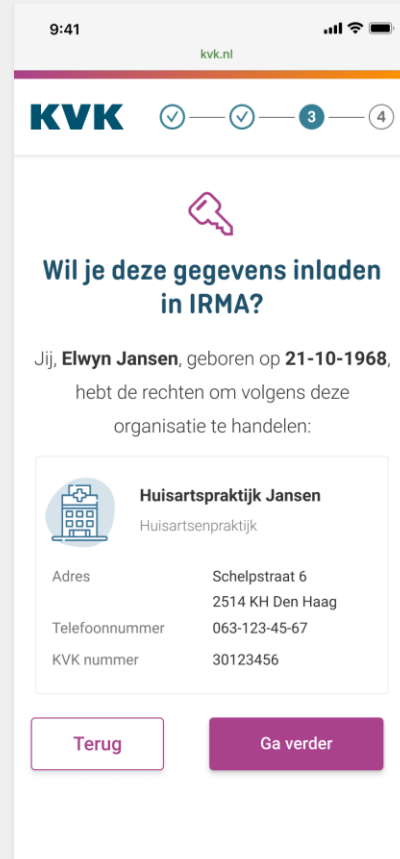 9:41
kvk.nl
KVK 3 4
Wil je deze gegevens inladen
in IRMA?
Jij, Elwyn Jansen, geboren op 21-10-1968,
hebt de rechten om volgens deze
organisatie te handelen:
Huisartspraktijk Jansen
Huisartsenpraktijk
Adres Schelpstraat 6
2514 KH Den Haag
Telefoonnummer 063-123-45-67
KVK nummer 30123456
Terug Ga verder